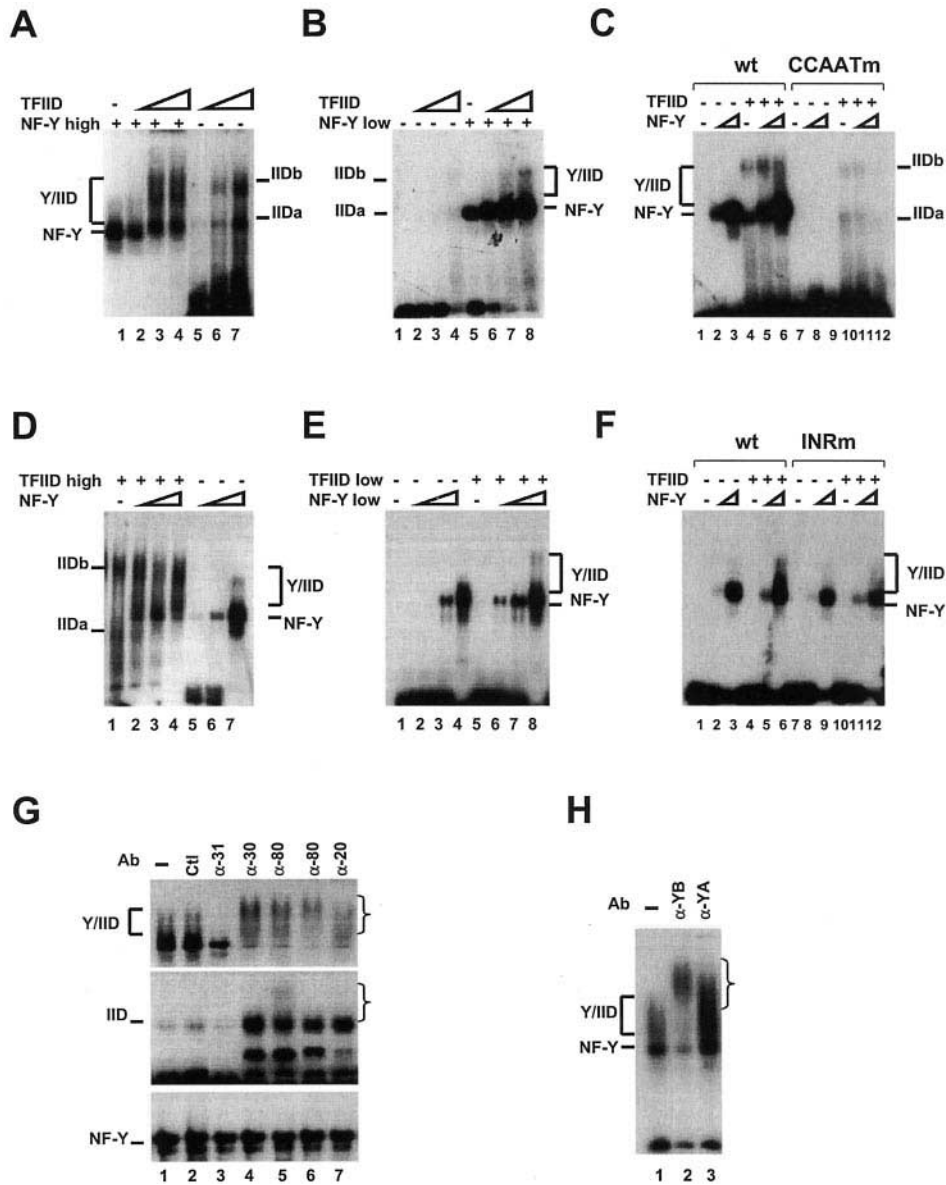 A
TFIID -
NF-Y high + + + +  - - -
Y/IID
NF-Y
IIDb
IIDa
1 2 3 4 5 6 7
B
TFIID - -
NF-Y low - - - - + + + +
IIDb
IIDa
Y/IID
NF-Y
1 2 3 4 5 6 7 8
C
wt CCAATm
TFIID - - - + + + - - - + + +
NF-Y - - - -
Y/IID
NF-Y
IIDb
IIDa
1 2 3 4 5 6 7 8 9 10 11 12
D
TFIID high + + + + - - -
NF-Y -
IIDb
IIDa
Y/IID
NF-Y
1 2 3 4 5 6 7
E
TFIID low - - - - + + + +
NF-Y low - -
Y/IID
NF-Y
1 2 3 4 5 6 7 8
F
wt INRm
TFIID - - - + + + - - - + + +
NF-Y - - - -
Y/IID
NF-Y
1 2 3 4 5 6 7 8 9 10 11 12
G
Ab - Ctl α-31 α-30 α-80 α-80 α-20
Y/IID
IID
NF-Y
1 2 3 4 5 6 7
H
Ab - α-YB α-YA
Y/IID
NF-Y
1 2 3